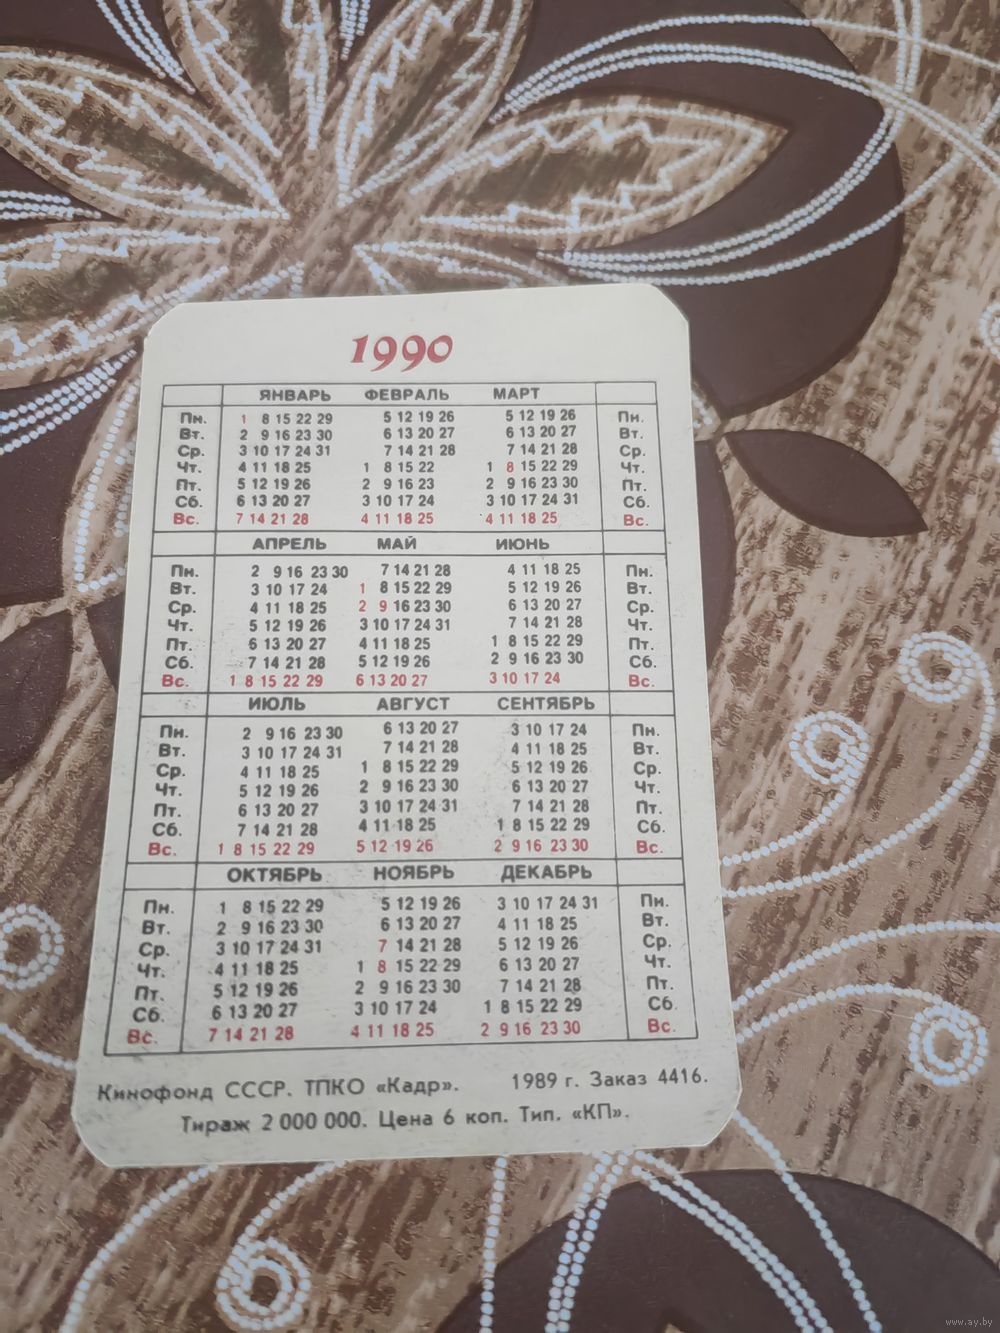 1990
ЯНВАРЬ ФЕВРАЛЬ МАРТ
Пн. 1 8 15 22 29 5 12 19 26 5 12 19 26 Пн.
Вт. 2 9 16 23 30 6 13 20 27 6 13 20 27 Вт.
Ср. 3 10 17 24 31 7 14 21 28 7 14 21 28 Ср.
Чт. 4 11 18 25 1 8 15 22 1 8 15 22 29 Чт.
Пт. 5 12 19 26 2 9 16 23 2 9 16 23 30 Пт.
Сб. 6 13 20 27 3 10 17 24 3 10 17 24 31 Сб.
Вс. 7 14 21 28 4 11 18 25 4 11 18 25 Вс.
АПРЕЛЬ МАЙ ИЮНЬ
Пн. 2 9 16 23 30 7 14 21 28 4 11 18 25 Пн.
Вт. 3 10 17 24 1 8 15 22 29 5 12 19 26 Вт.
Ср. 4 11 18 25 2 9 16 23 30 6 13 20 27 Ср.
Чт. 5 12 19 26 3 10 17 24 31 7 14 21 28 Чт.
Пт. 6 13 20 27 4 11 18 25 1 8 15 22 29 Пт.
Сб. 7 14 21 28 5 12 19 26 2 9 16 23 30 Сб.
Вс. 1 8 15 22 29 6 13 20 27 3 10 17 24 Вс.
ИЮЛЬ АВГУСТ СЕНТЯБРЬ
Пн. 2 9 16 23 30 6 13 20 27 3 10 17 24 Пн.
Вт. 3 10 17 24 31 7 14 21 28 4 11 18 25 Вт.
Ср. 4 11 18 25 1 8 15 22 29 5 12 19 26 Ср.
Чт. 5 12 19 26 2 9 16 23 30 6 13 20 27 Чт.
Пт. 6 13 20 27 3 10 17 24 31 7 14 21 28 Пт.
Сб. 7 14 21 28 4 11 18 25 1 8 15 22 29 Сб.
Вс. 1 8 15 22 29 5 12 19 26 2 9 16 23 30 Вс.
ОКТЯБРЬ НОЯБРЬ ДЕКАБРЬ
Пн. 1 8 15 22 29 5 12 19 26 3 10 17 24 31 Пн.
Вт. 2 9 16 23 30 6 13 20 27 4 11 18 25 Вт.
Ср. 3 10 17 24 31 7 14 21 28 5 12 19 26 Ср.
Чт. 4 11 18 25 1 8 15 22 29 6 13 20 27 Чт.
Пт. 5 12 19 26 2 9 16 23 30 7 14 21 28 Пт.
Сб. 6 13 20 27 3 10 17 24 1 8 15 22 29 Сб.
Вс. 7 14 21 28 4 11 18 25 2 9 16 23 30 Вс.
Кинофонд СССР. ТПКО «Кадр». 1989 г. Заказ 4416.
Тираж 2 000 000. Цена 6 коп. Тип. «КП».
www.ay.by